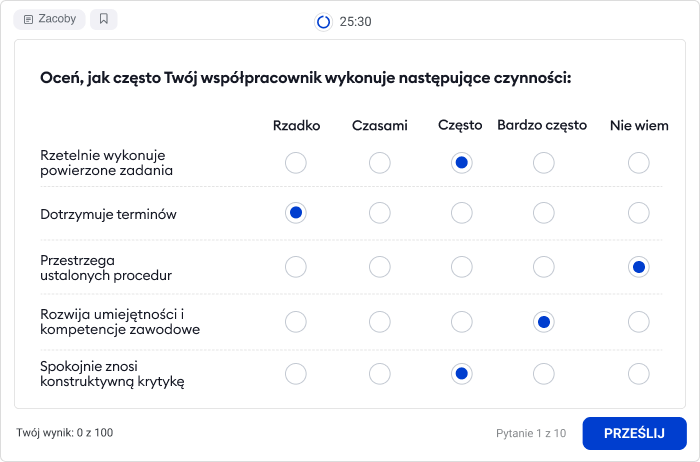 Zacoby
25:30
Oceń, jak często Twój współpracownik wykonuje następujące czynności:
Rzadko Czasami Często Bardzo często Nie wiem
Rzetelnie wykonuje
powierzone zadania
Dotrzymuje terminów
Przestrzega
ustalonych procedur
Rozwija umiejętności i
kompetencje zawodowe
Spokojnie znosi
konstruktywną krytykę
Twój wynik: 0 z 100
Pytanie 1 z 10
PRZEŚLIJ